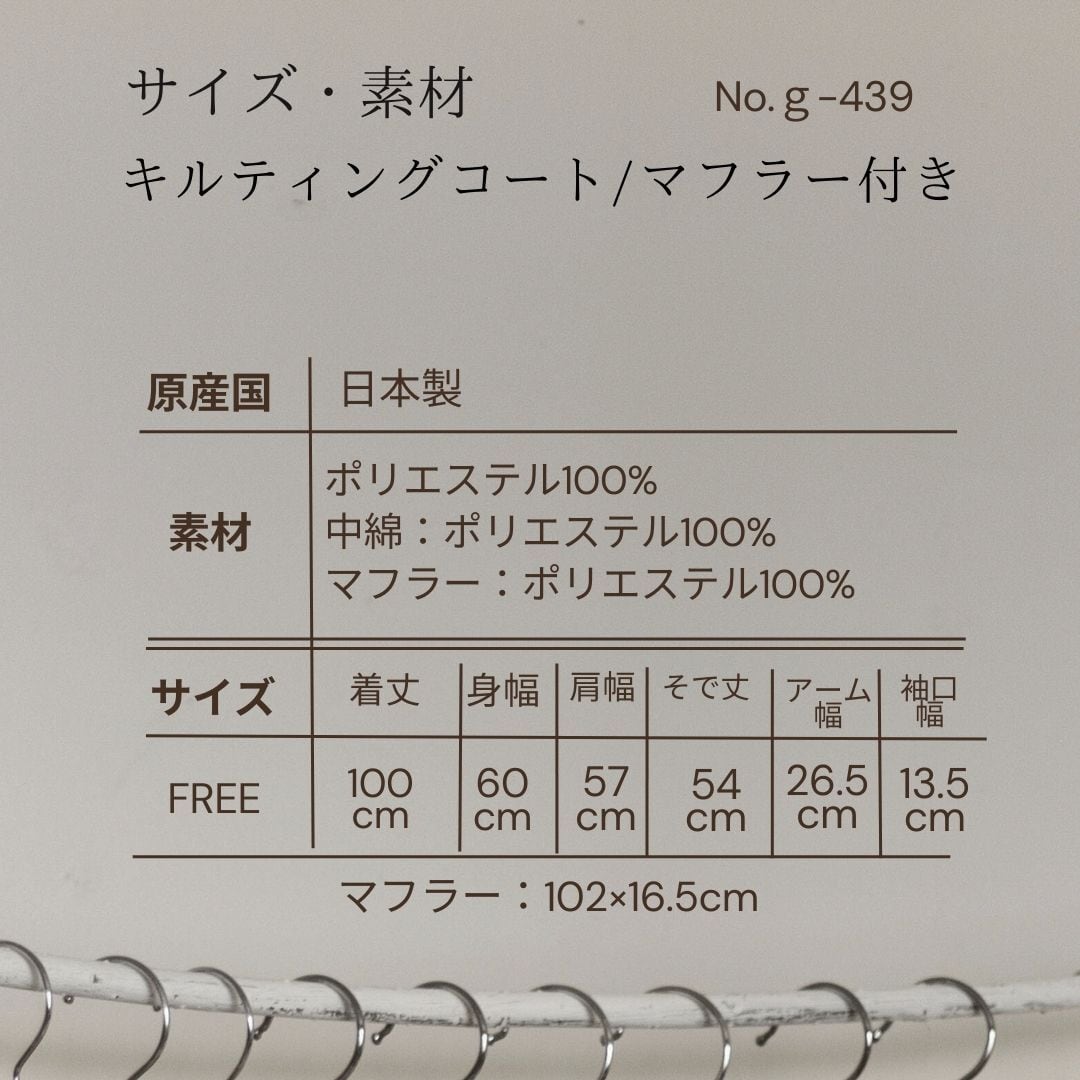 サイズ・素材
No.ｇ-439
キルティングコート/マフラー付き
原産国
日本製
素材
ポリエステル100%
中綿：ポリエステル100%
マフラー：ポリエステル100%
サイズ
着丈
身幅
肩幅
そで丈
アーム
幅
袖口
幅
FREE
100
cm
60
cm
57
cm
54
cm
26.5
cm
13.5
cm
マフラー：102×16.5cm